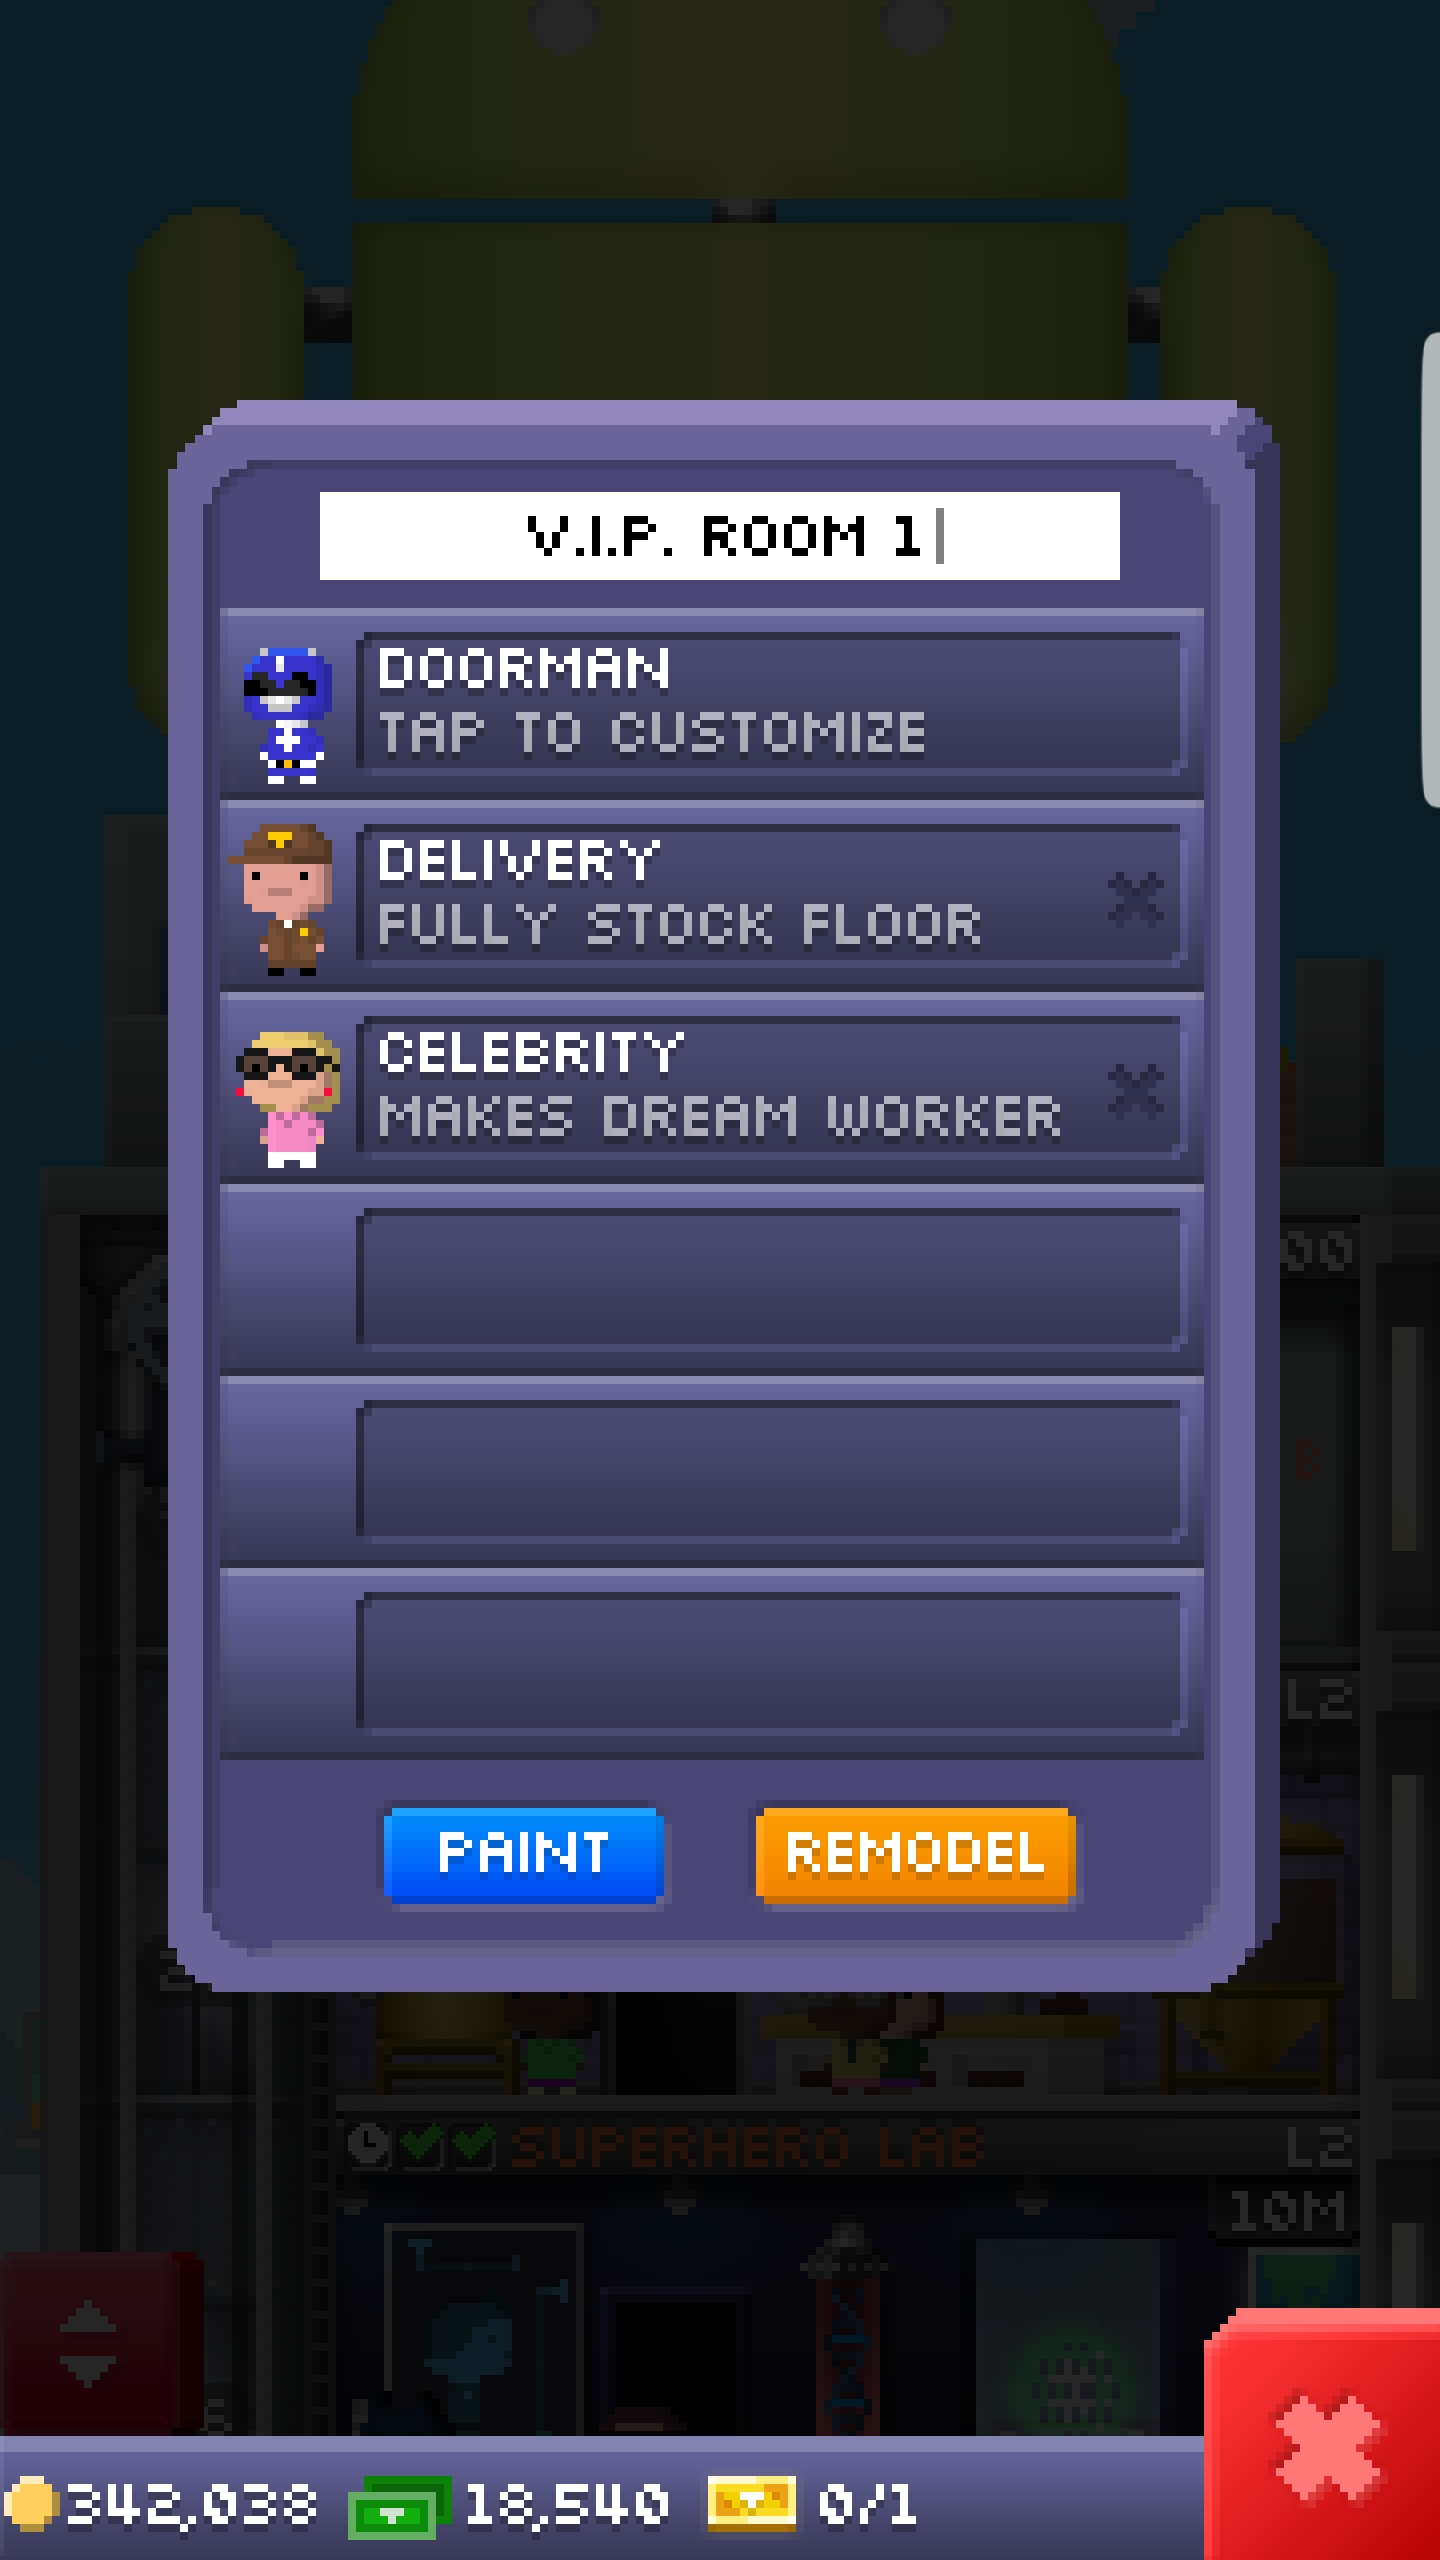 V.I.P. ROOM 1
DOORMAN
TAP TO CUSTOMIZE
DELIVERY
FULLY STOCK FLOOR
CELEBRITY
MAKES DREAM WORKER
00
B
L2
PAINT
REMODEL
SUPERHERO LAB
L2
10M
342,038
18,540
0/1